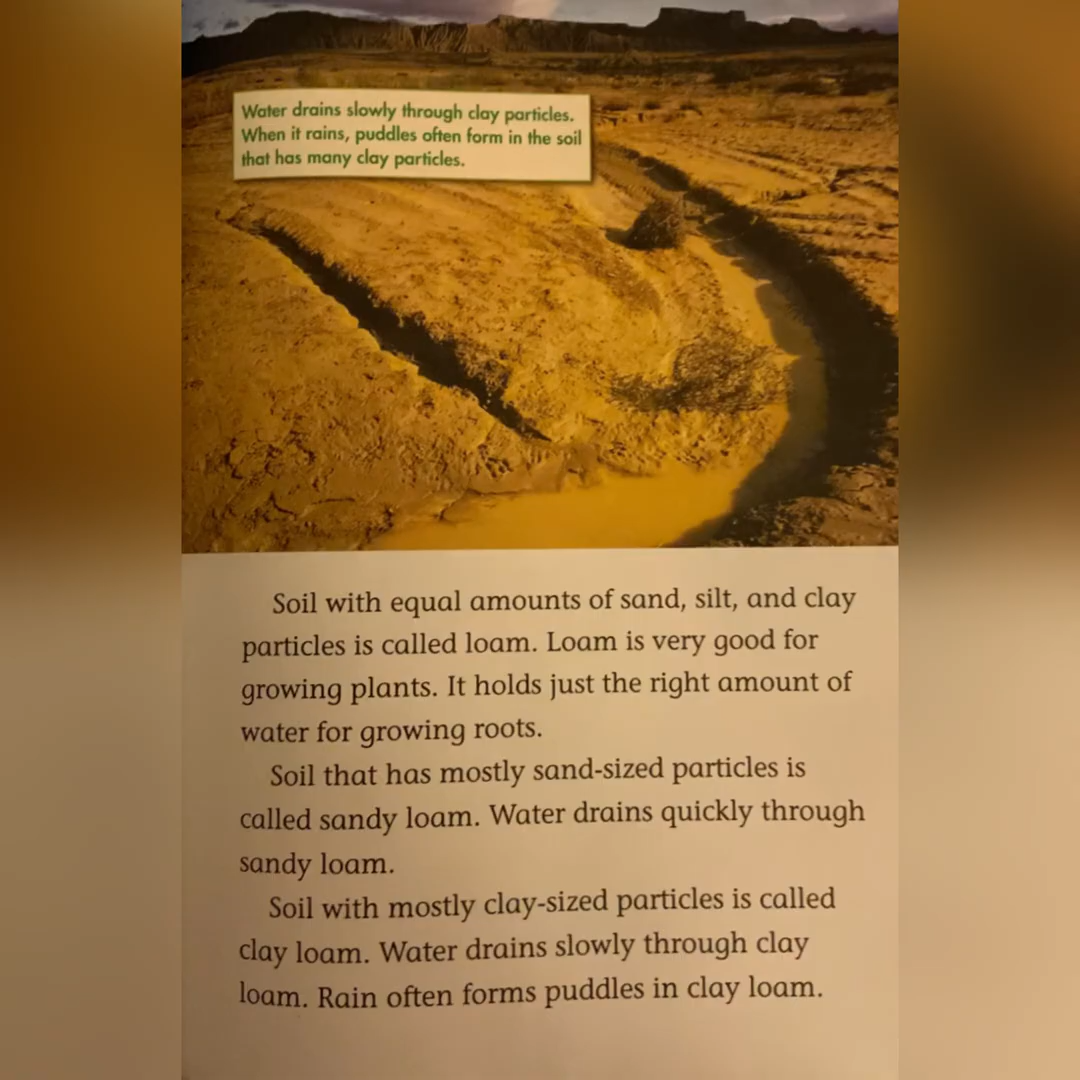 Water drains slowly through clay particles.
When it rains, puddles often form in the soil
that has many clay particles.
Soil with equal amounts of sand, silt, and clay
particles is called loam. Loam is very good for
growing plants. It holds just the right amount of
water for growing roots.
Soil that has mostly sand-sized particles is
called sandy loam. Water drains quickly through
sandy loam.
Soil with mostly clay-sized particles is called
clay loam. Water drains slowly through clay
loam. Rain often forms puddles in clay loam.